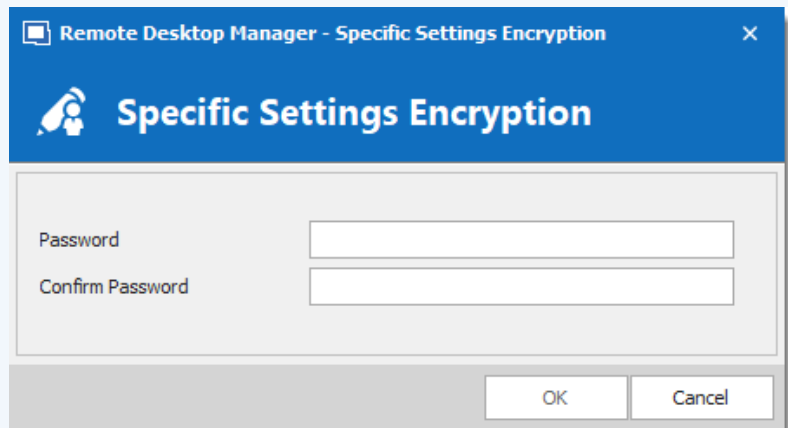 Remote Desktop Manager - Specific Settings Encryption
Specific Settings Encryption
Password
Confirm Password
OK Cancel